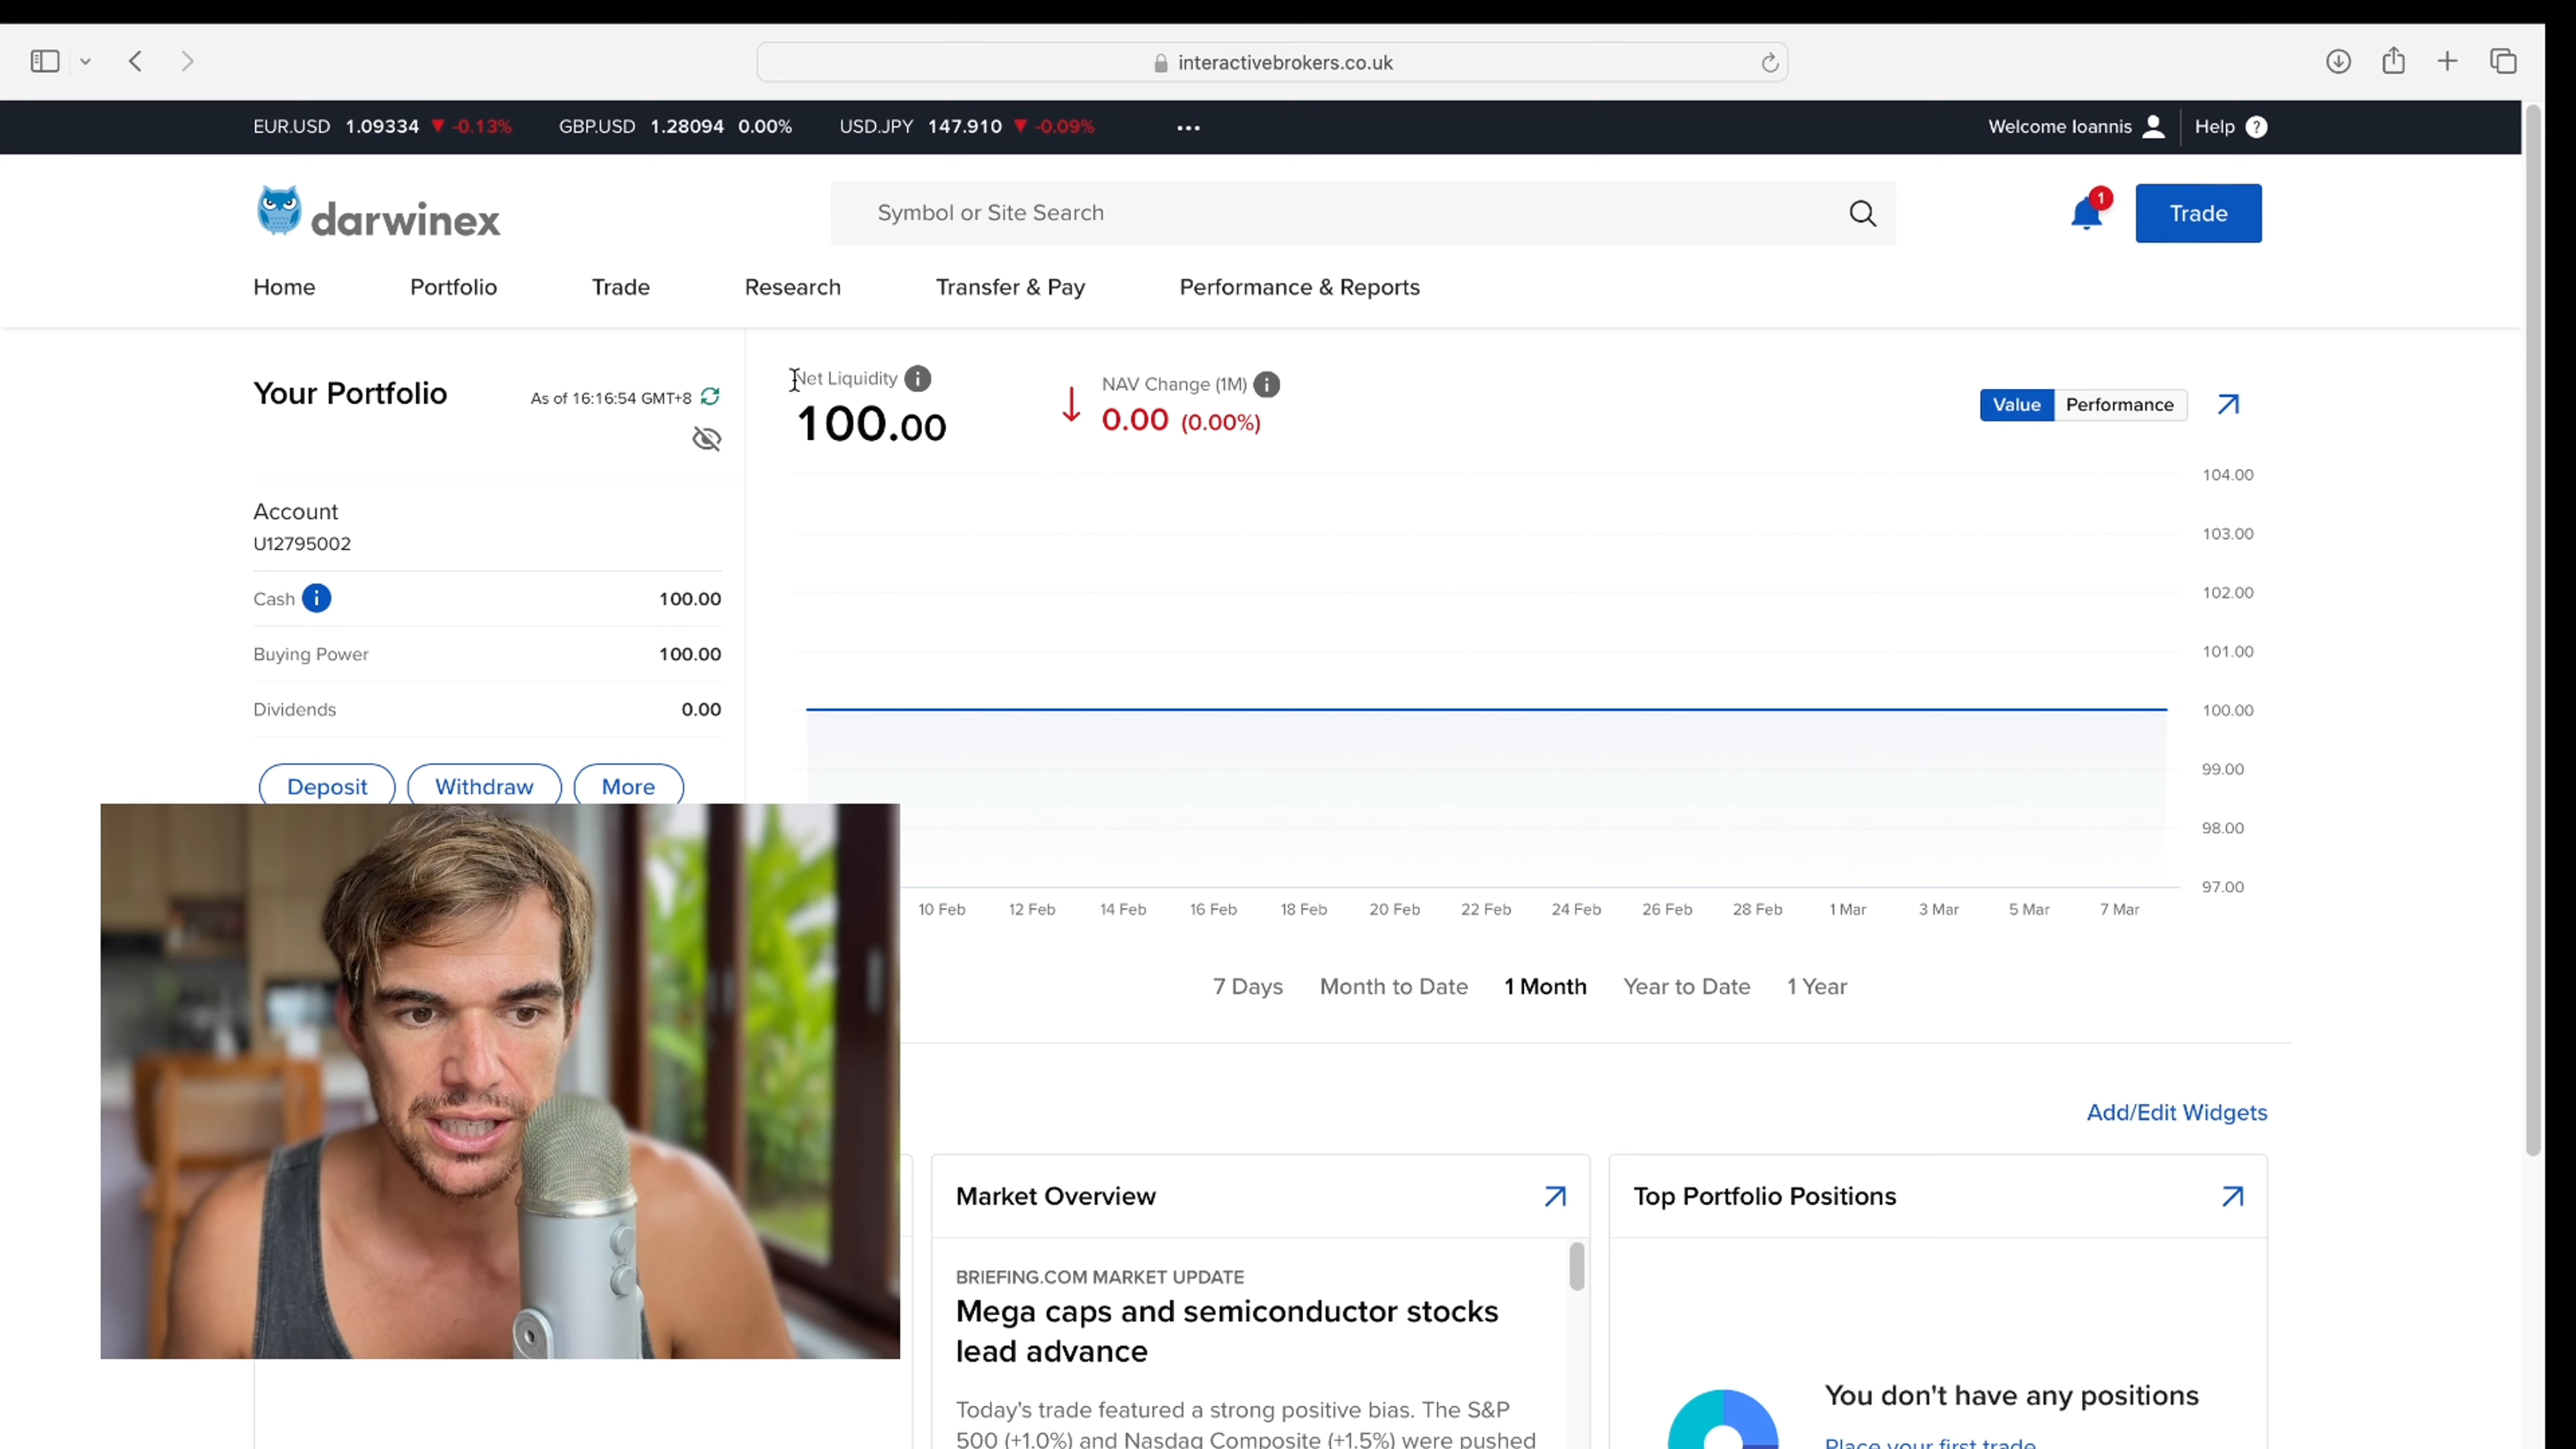 interactivebrokers.co.uk
EUR.USD 1.09334 -0.13% GBP.USD 1.28094 0.00% USD.JPY 147.910 -0.09% Welcome Ioannis Help ?
darwinex Symbol or Site Search 1 Trade
Home Portfolio Trade Research Transfer & Pay Performance & Reports
Your Portfolio
As of 16:16:54 GMT+8
Account
U12795002
Cash i 100.00
Buying Power 100.00
Dividends 0.00
Deposit Withdraw More
Net Liquidity i
100.00
NAV Change (1M) i
0.00 (0.00%)
Value Performance
104.00
103.00
102.00
101.00
100.00
99.00
98.00
97.00
10 Feb 12 Feb 14 Feb 16 Feb 18 Feb 20 Feb 22 Feb 24 Feb 26 Feb 28 Feb 1 Mar 3 Mar 5 Mar 7 Mar
7 Days Month to Date 1 Month Year to Date 1 Year
Add/Edit Widgets
Market Overview
BRIEFING.COM MARKET UPDATE
Mega caps and semiconductor stocks
lead advance
Today's trade featured a strong positive bias. The S&P
500 (+1.0%) and Nasdaq Composite (+1.5%) were pushed
Top Portfolio Positions
You don't have any positions
Place your first trade